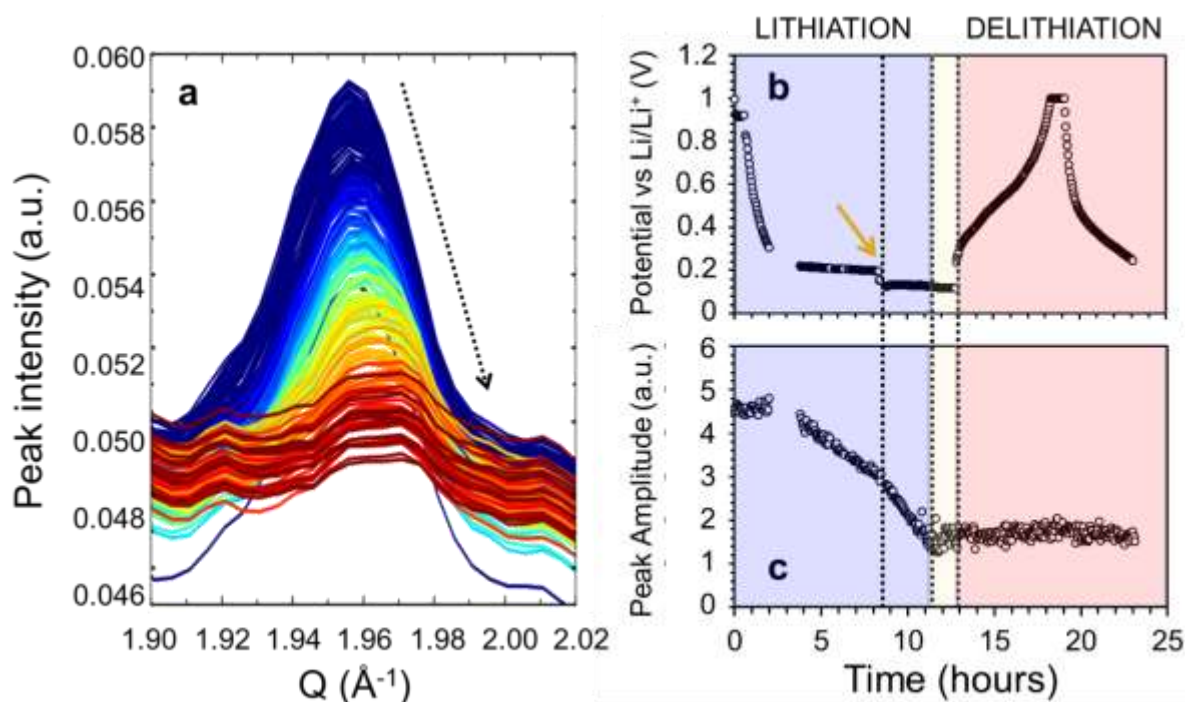 a
0.060
0.058
0.056
0.054
0.052
0.050
0.048
0.046
Peak intensity (a.u.)
1.90 1.92 1.94 1.96 1.98 2.00 2.02
Q (Å⁻¹)
LITHIATION DELITHIATION
b
1.2
1
0.8
0.6
0.4
0.2
0
Potential vs Li/Li⁺ (V)
c
6
5
4
3
2
1
0
Peak Amplitude (a.u.)
0 5 10 15 20 25
Time (hours)